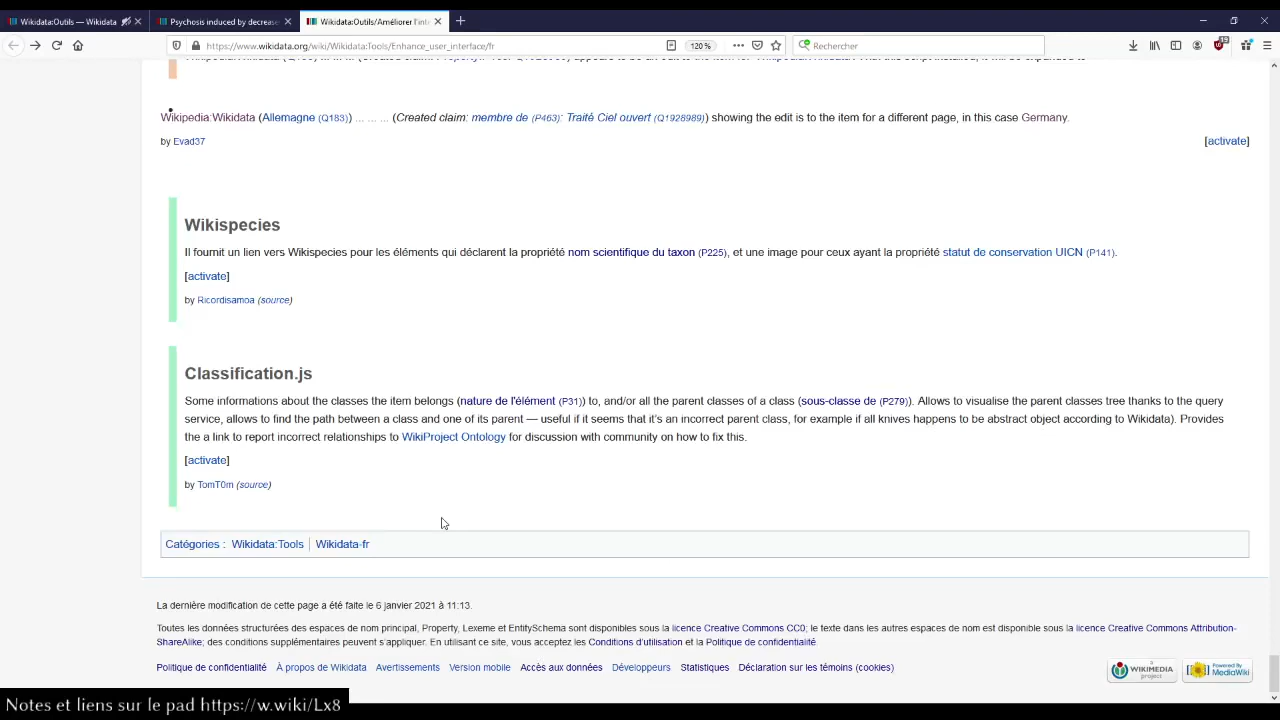 Wikidata:Outils — Wikidata
Psychosis induced by decrease
Wikidata:Outils/Améliorer l'inte
https://www.wikidata.org/wiki/Wikidata:Tools/Enhance_user_interface/fr
120 %
Rechercher
Wikipedia:Wikidata (Allemagne (Q183)) ... ... ... (Created claim: membre de (P463): Traité Ciel ouvert (Q1928989)) showing the edit is to the item for a different page, in this case Germany.
by Evad37
[activate]
Wikispecies
Il fournit un lien vers Wikispecies pour les éléments qui déclarent la propriété nom scientifique du taxon (P225), et une image pour ceux ayant la propriété statut de conservation UICN (P141).
[activate]
by Ricordisamoa (source)
Classification.js
Some informations about the classes the item belongs (nature de l'élément (P31)) to, and/or all the parent classes of a class (sous-classe de (P279)). Allows to visualise the parent classes tree thanks to the query
service, allows to find the path between a class and one of its parent — useful if it seems that it's an incorrect parent class, for example if all knives happens to be abstract object according to Wikidata). Provides
the a link to report incorrect relationships to WikiProject Ontology for discussion with community on how to fix this.
[activate]
by TomT0m (source)
Catégories : Wikidata:Tools | Wikidata-fr
La dernière modification de cette page a été faite le 6 janvier 2021 à 11:13.
Toutes les données structurées des espaces de nom principal, Property, Lexeme et EntitySchema sont disponibles sous la licence Creative Commons CC0; le texte dans les autres espaces de nom est disponible sous la licence Creative Commons Attribution-
ShareAlike; des conditions supplémentaires peuvent s'appliquer. En utilisant ce site, vous acceptez les Conditions d'utilisation et la Politique de confidentialité.
Politique de confidentialité À propos de Wikidata Avertissements Version mobile Accès aux données Développeurs Statistiques Déclaration sur les témoins (cookies)
A WIKIMEDIA project
Powered By MediaWiki
Notes et liens sur le pad https://w.wiki/Lx8